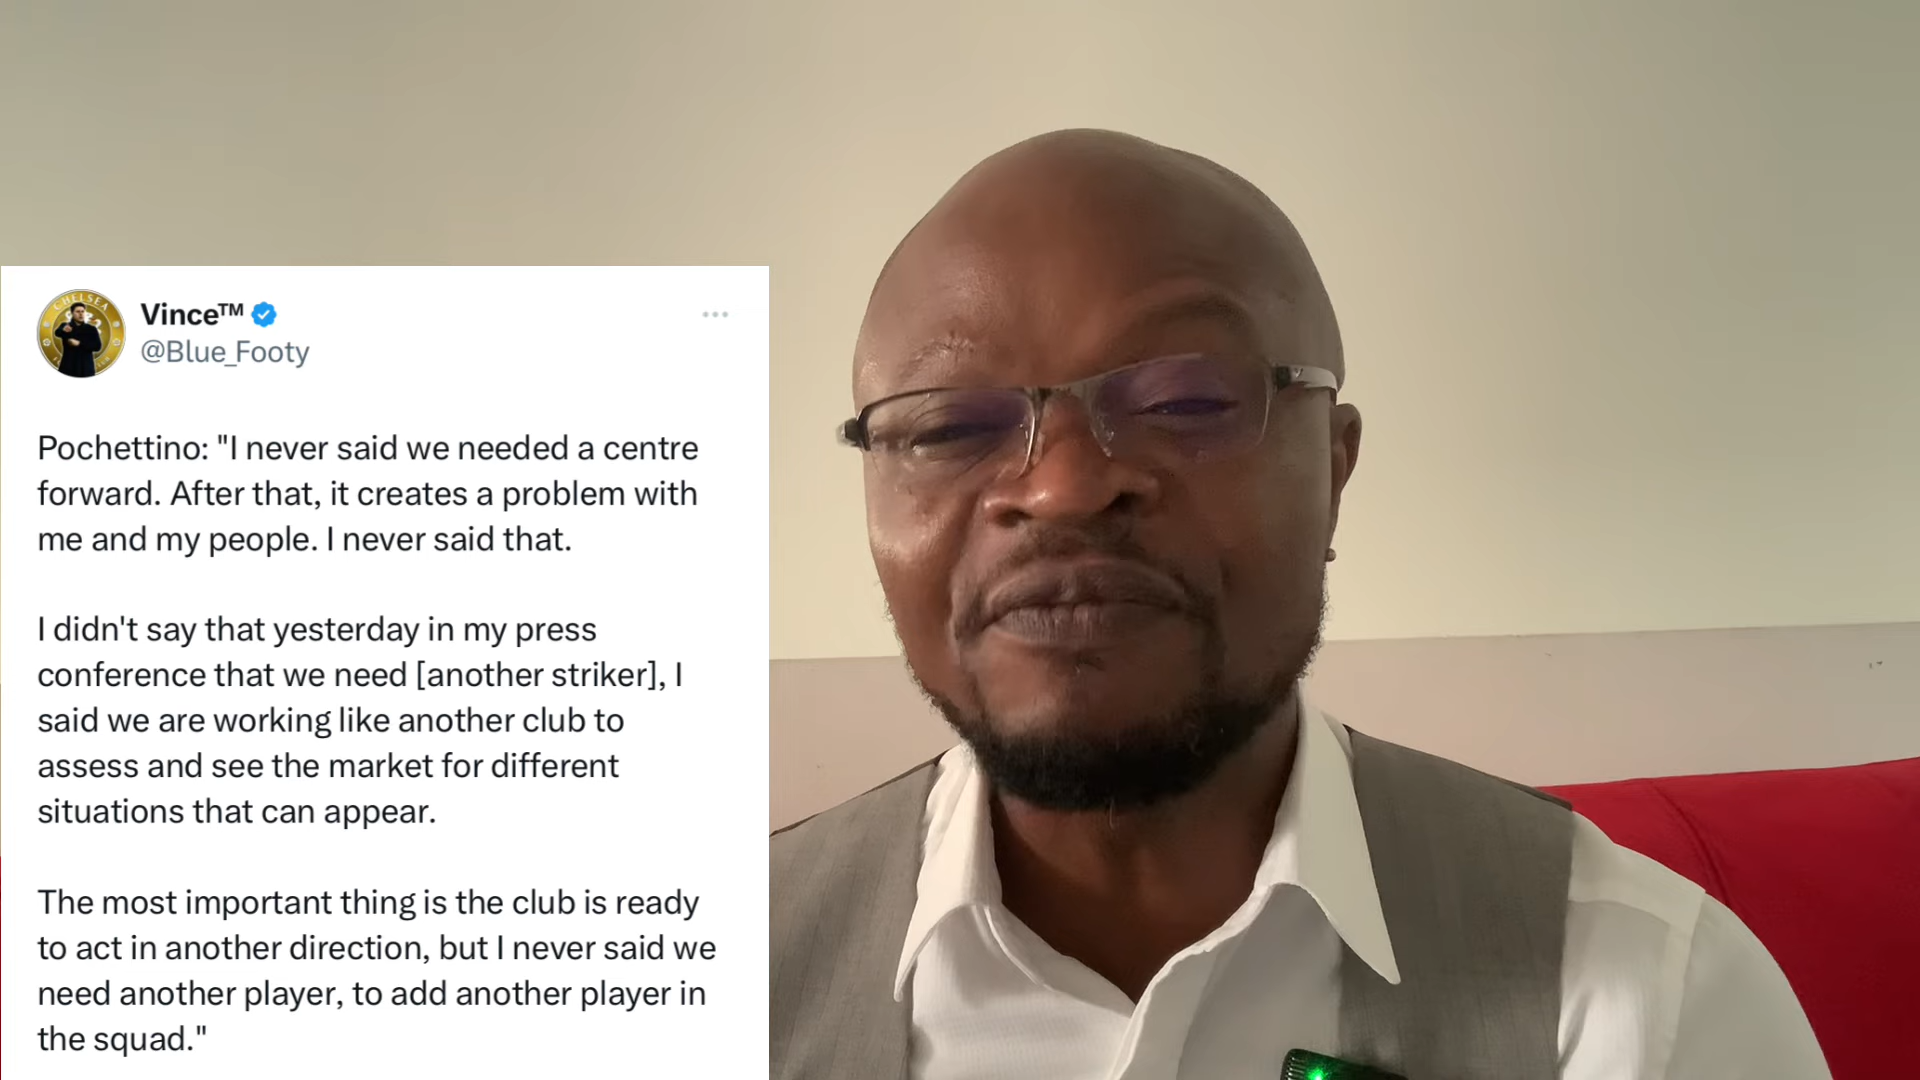 CHELSEA
Vince™
@Blue_Footy
Pochettino: "I never said we needed a centre
forward. After that, it creates a problem with
me and my people. I never said that.
I didn't say that yesterday in my press
conference that we need [another striker], I
said we are working like another club to
assess and see the market for different
situations that can appear.
The most important thing is the club is ready
to act in another direction, but I never said we
need another player, to add another player in
the squad."